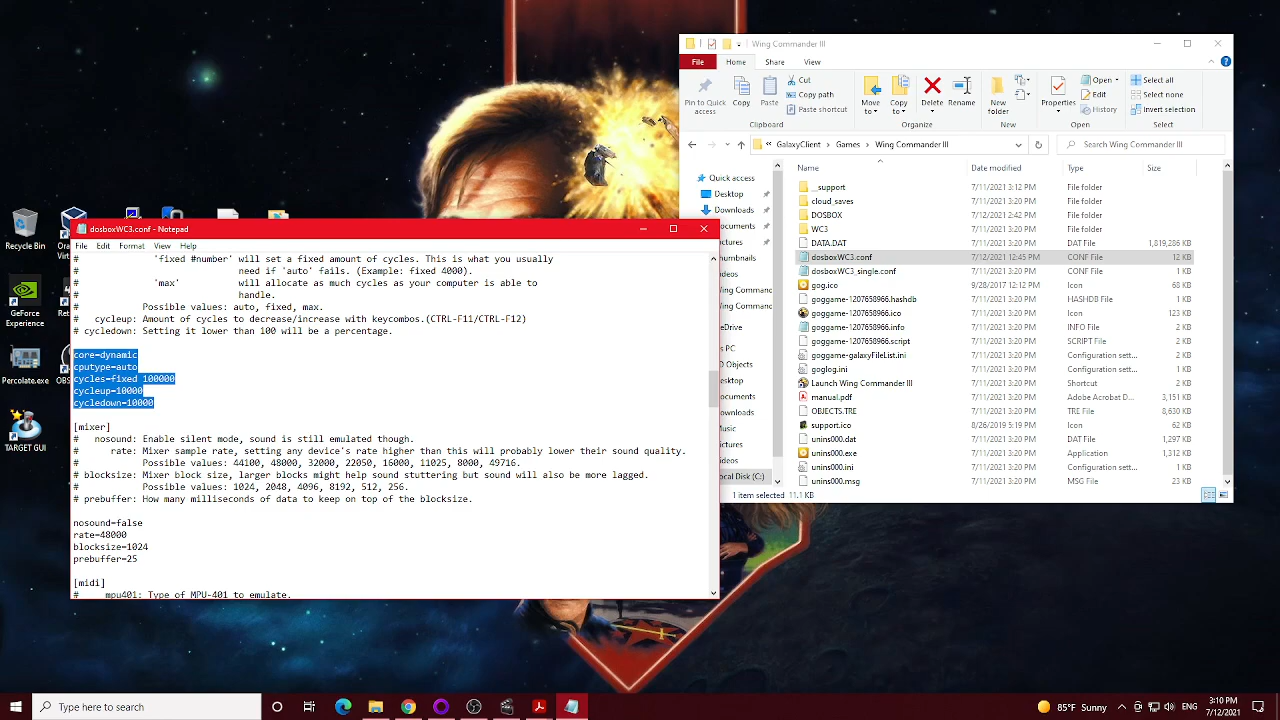 Wing Commander III
File
Home
Share
View
Pin to Quick access
Copy
Paste
Cut
Copy path
Paste shortcut
Clipboard
Move to
Copy to
Delete
Rename
Organize
New folder
New
Properties
Open
Edit
History
Open
Select all
Select none
Invert selection
Select
GalaxyClient > Games > Wing Commander III
Search Wing Commander III
Name Date modified Type Size
Quick access
Desktop
Downloads
ocuments
ictures
humbnails
ideos
Wing Commander
Wing Commander
eDrive
s PC
D Objects
esktop
ocuments
ownloads
usic
ictures
ideos
ocal Disk (C:)
__support 7/11/2021 3:12 PM File folder
cloud_saves 7/11/2021 3:20 PM File folder
DOSBOX 7/12/2021 2:42 PM File folder
WC3 7/11/2021 3:20 PM File folder
DATA.DAT 7/11/2021 3:20 PM DAT File 1,819,286 KB
dosboxWC3.conf 7/12/2021 12:45 PM CONF File 12 KB
dosboxWC3_single.conf 7/11/2021 3:20 PM CONF File 1 KB
gog.ico 9/28/2017 12:12 PM Icon 68 KB
goggame-1207658966.hashdb 7/11/2021 3:20 PM HASHDB File 1 KB
goggame-1207658966.ico 7/11/2021 3:20 PM Icon 123 KB
goggame-1207658966.info 7/11/2021 3:20 PM INFO File 2 KB
goggame-1207658966.script 7/11/2021 3:20 PM SCRIPT File 2 KB
goggame-galaxyFileList.ini 7/11/2021 3:20 PM Configuration sett... 2 KB
goglog.ini 7/11/2021 3:20 PM Configuration sett... 2 KB
Launch Wing Commander III 7/11/2021 3:20 PM Shortcut 2 KB
manual.pdf 7/11/2021 3:20 PM Adobe Acrobat D... 3,151 KB
OBJECTS.TRE 7/11/2021 3:20 PM TRE File 8,630 KB
support.ico 8/26/2019 5:19 PM Icon 62 KB
unins000.dat 7/11/2021 3:20 PM DAT File 1,297 KB
unins000.exe 7/11/2021 3:20 PM Application 1,312 KB
unins000.ini 7/11/2021 3:20 PM Configuration sett... 1 KB
unins000.msg 7/11/2021 3:20 PM MSG File 23 KB
1 item selected 11.1 KB
Recycle Bin
GeForce Experience
Percolate.exe
TARGET GUI
dosboxWC3.conf - Notepad
File Edit Format View Help
# 'fixed #number' will set a fixed amount of cycles. This is what you usually
# need if 'auto' fails. (Example: fixed 4000).
# 'max' will allocate as much cycles as your computer is able to
# handle.
# Possible values: auto, fixed, max.
# cycleup: Amount of cycles to decrease/increase with keycombos.(CTRL-F11/CTRL-F12)
# cycledown: Setting it lower than 100 will be a percentage.
core=dynamic
cputype=auto
cycles=fixed 100000
cycleup=10000
cycledown=10000
[mixer]
# nosound: Enable silent mode, sound is still emulated though.
# rate: Mixer sample rate, setting any device's rate higher than this will probably lower their sound quality.
# Possible values: 44100, 48000, 32000, 22050, 16000, 11025, 8000, 49716.
# blocksize: Mixer block size, larger blocks might help sound stuttering but sound will also be more lagged.
# Possible values: 1024, 2048, 4096, 8192, 512, 256.
# prebuffer: How many milliseconds of data to keep on top of the blocksize.
nosound=false
rate=48000
blocksize=1024
prebuffer=25
[midi]
# mpu401: Type of MPU-401 to emulate.
Type here to search
85°F Sunny
ENG
3:10 PM
7/12/2021